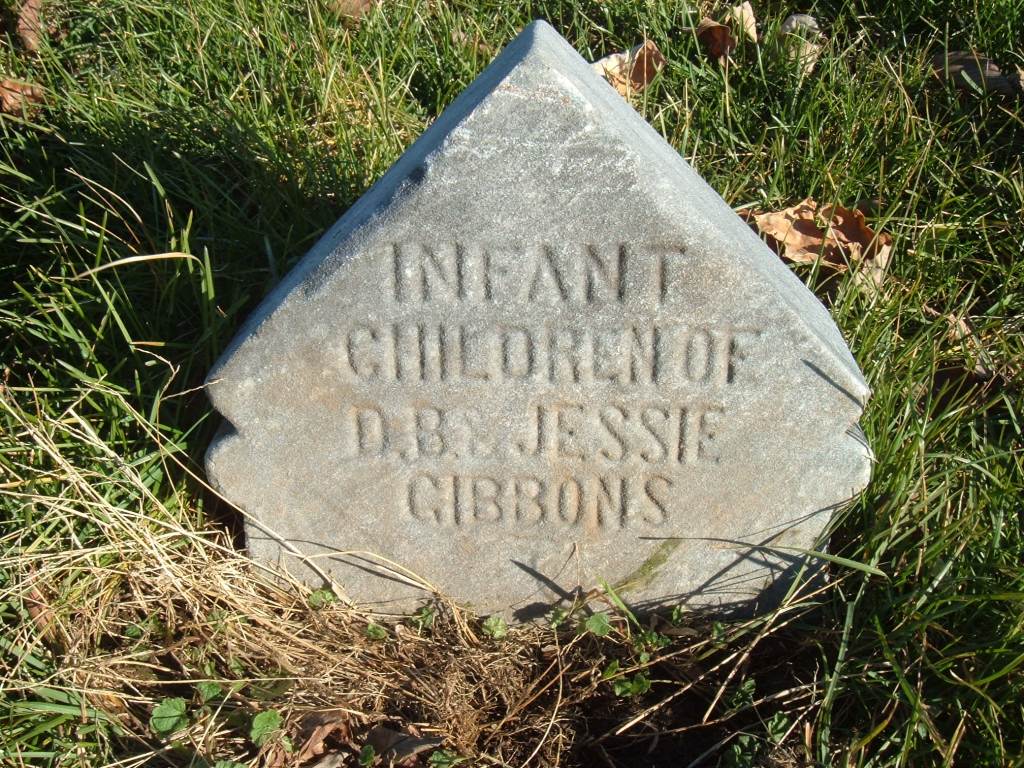 INFANT
CHILDREN OF
D.B. & JESSIE
GIBBONS